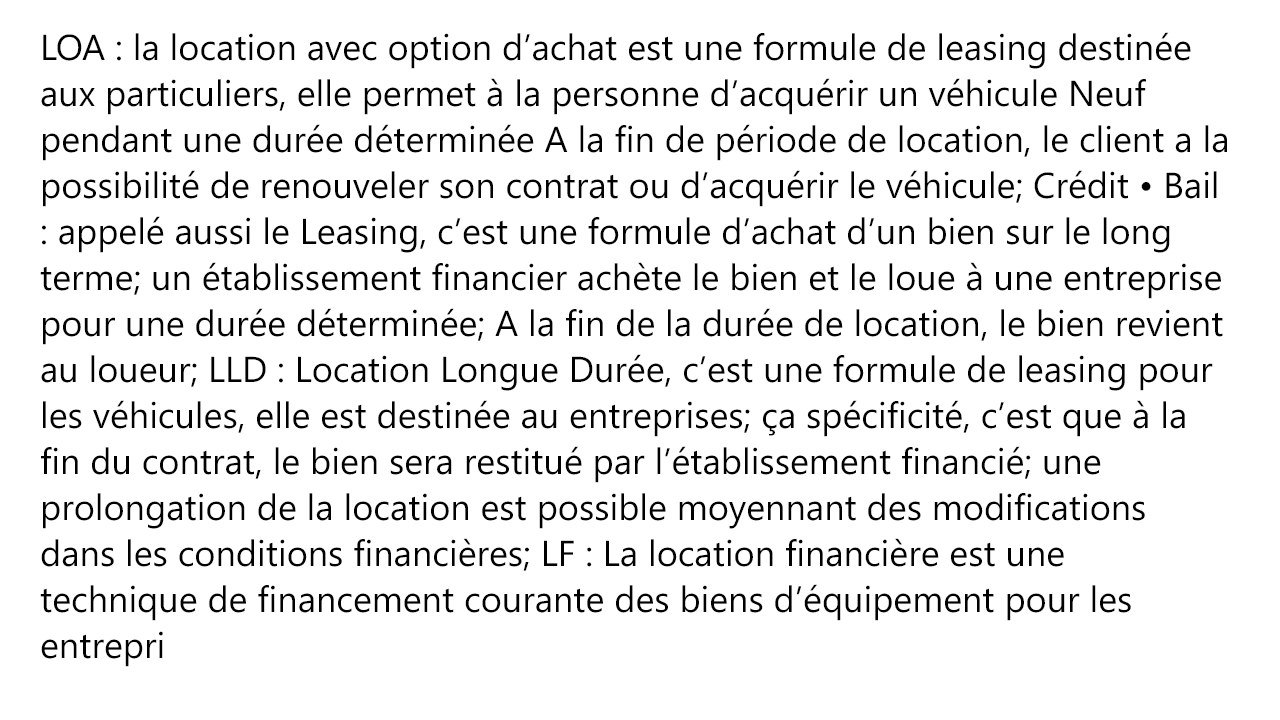 LOA : la location avec option d’achat est une formule de leasing destinée
aux particuliers, elle permet à la personne d’acquérir un véhicule Neuf
pendant une durée déterminée A la fin de période de location, le client a la
possibilité de renouveler son contrat ou d’acquérir le véhicule; Crédit • Bail
: appelé aussi le Leasing, c’est une formule d’achat d’un bien sur le long
terme; un établissement financier achète le bien et le loue à une entreprise
pour une durée déterminée; A la fin de la durée de location, le bien revient
au loueur; LLD : Location Longue Durée, c’est une formule de leasing pour
les véhicules, elle est destinée au entreprises; ça spécificité, c’est que à la
fin du contrat, le bien sera restitué par l’établissement financié; une
prolongation de la location est possible moyennant des modifications
dans les conditions financières; LF : La location financière est une
technique de financement courante des biens d’équipement pour les
entrepri